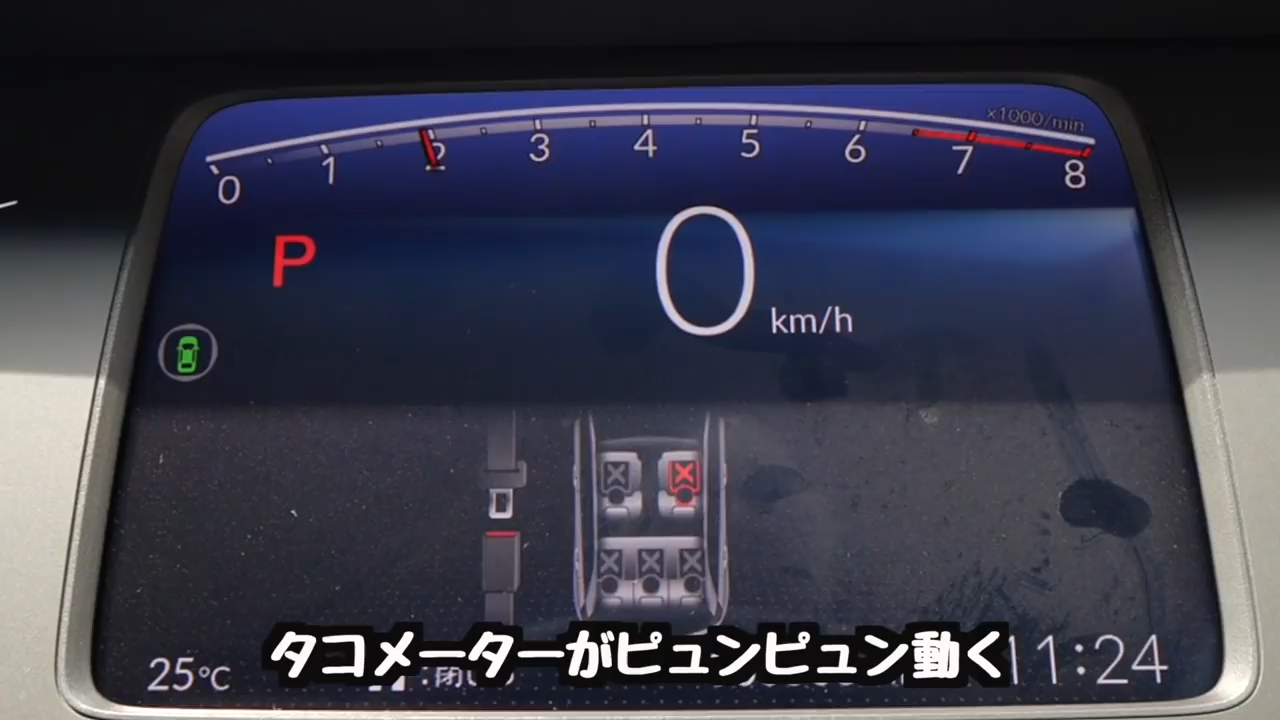 ×1000/min
0 1 2 3 4 5 6 7 8
P
0 km/h
タコメーターがピュンピュン動く
25℃
11:24